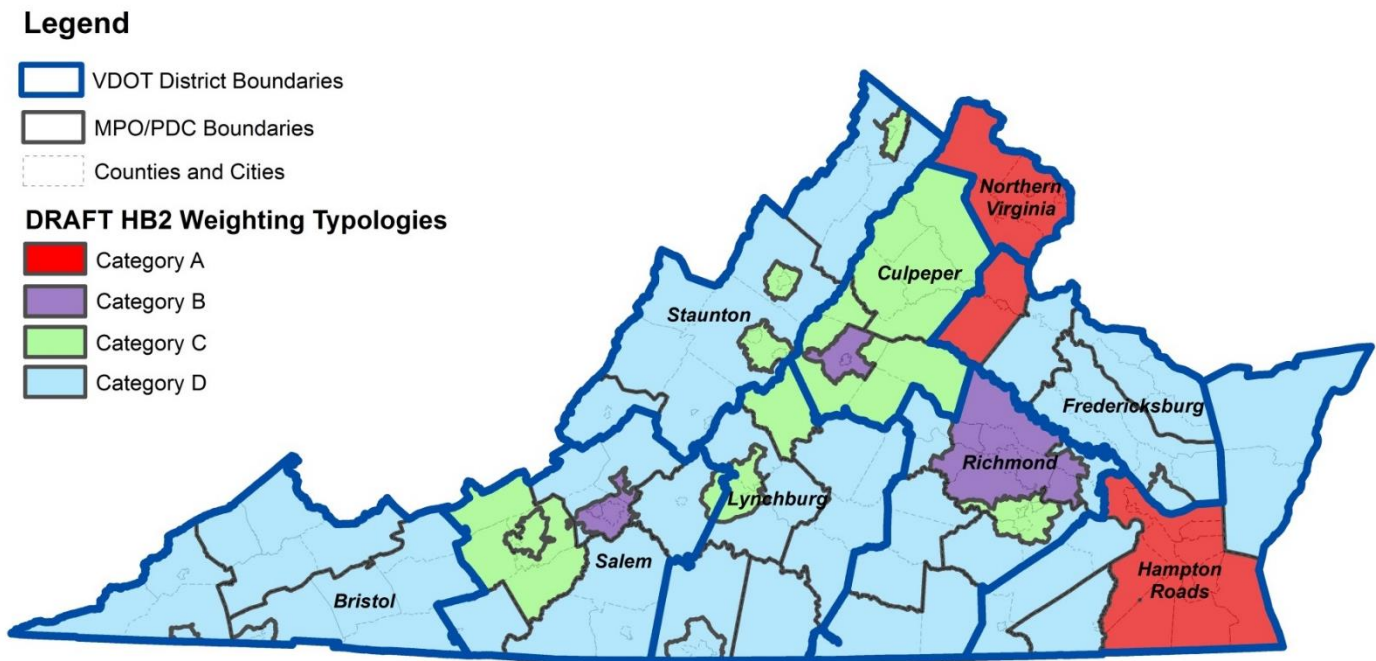 Legend
VDOT District Boundaries
MPO/PDC Boundaries
Counties and Cities
DRAFT HB2 Weighting Typologies
Category A
Category B
Category C
Category D
Northern
Virginia
Culpeper
Staunton
Fredericksburg
Richmond
Lynchburg
Salem
Hampton
Roads
Bristol